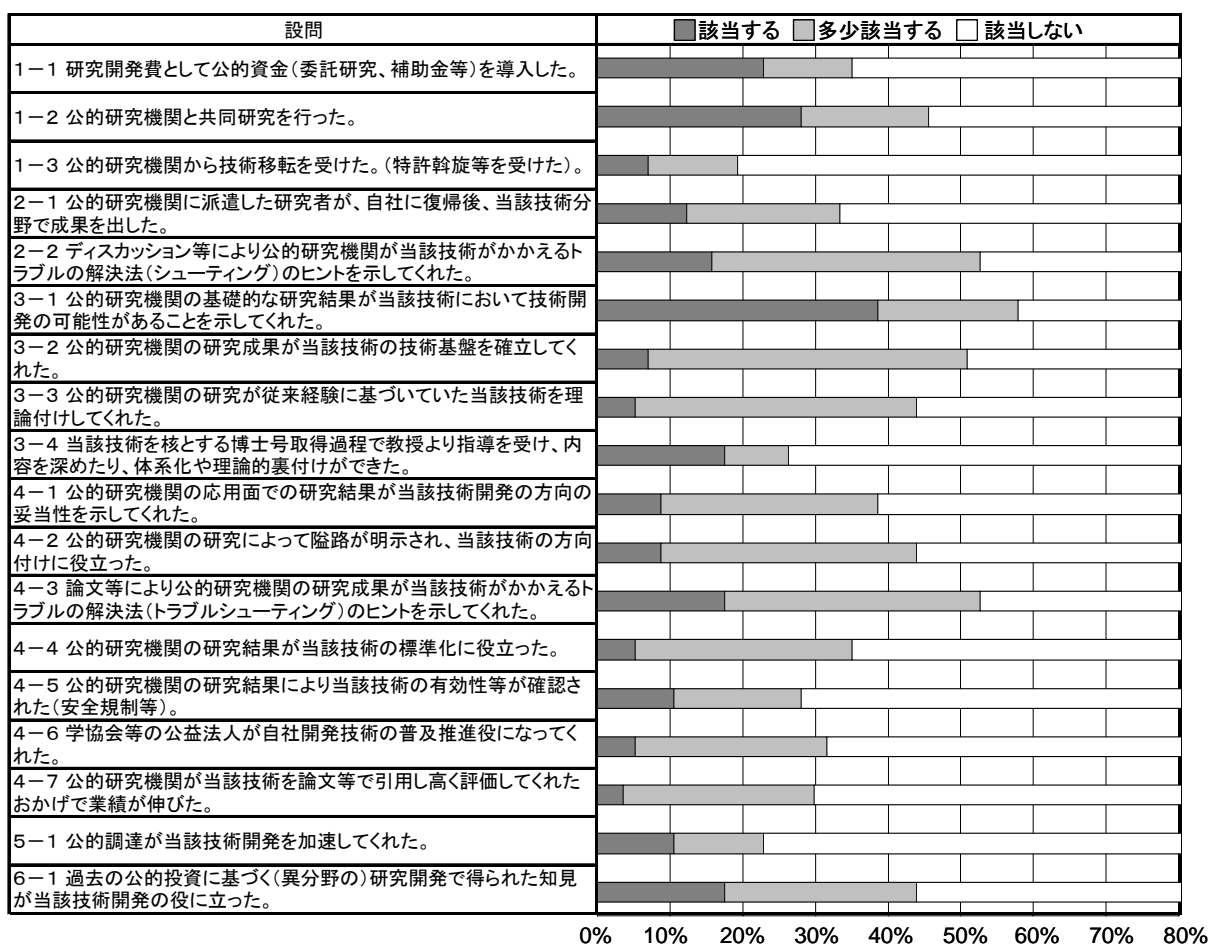 設問
該当する 多少該当する 該当しない
1－1 研究開発費として公的資金（委託研究、補助金等）を導入した。
1－2 公的研究機関と共同研究を行った。
1－3 公的研究機関から技術移転を受けた。（特許斡旋等を受けた）。
2－1 公的研究機関に派遣した研究者が、自社に復帰後、当該技術分
野で成果を出した。
2－2 ディスカッション等により公的研究機関が当該技術がかかえるト
ラブルの解決法（シューティング）のヒントを示してくれた。
3－1 公的研究機関の基礎的な研究結果が当該技術において技術開
発の可能性があることを示してくれた。
3－2 公的研究機関の研究成果が当該技術の技術基盤を確立してく
れた。
3－3 公的研究機関の研究が従来経験に基づいていた当該技術を理
論付けしてくれた。
3－4 当該技術を核とする博士号取得過程で教授より指導を受け、内
容を深めたり、体系化や理論的裏付けができた。
4－1 公的研究機関の応用面での研究結果が当該技術開発の方向の
妥当性を示してくれた。
4－2 公的研究機関の研究によって隘路が明示され、当該技術の方向
付けに役立った。
4－3 論文等により公的研究機関の研究成果が当該技術がかかえるト
ラブルの解決法（トラブルシューティング）のヒントを示してくれた。
4－4 公的研究機関の研究結果が当該技術の標準化に役立った。
4－5 公的研究機関の研究結果により当該技術の有効性等が確認さ
れた（安全規制等）。
4－6 学協会等の公益法人が自社開発技術の普及推進役になってく
れた。
4－7 公的研究機関が当該技術を論文等で引用し高く評価してくれた
おかげで業績が伸びた。
5－1 公的調達が当該技術開発を加速してくれた。
6－1 過去の公的投資に基づく（異分野の）研究開発で得られた知見
が当該技術開発の役に立った。
0% 10% 20% 30% 40% 50% 60% 70% 80%